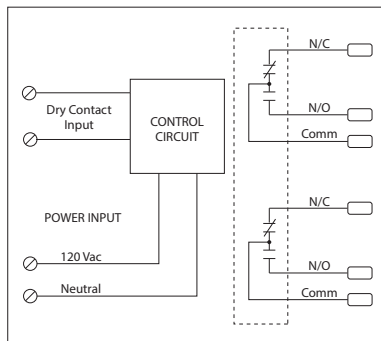 N/C
Dry Contact
Input
CONTROL
CIRCUIT
N/O
Comm
POWER INPUT
N/C
120 Vac
N/O
Neutral
Comm